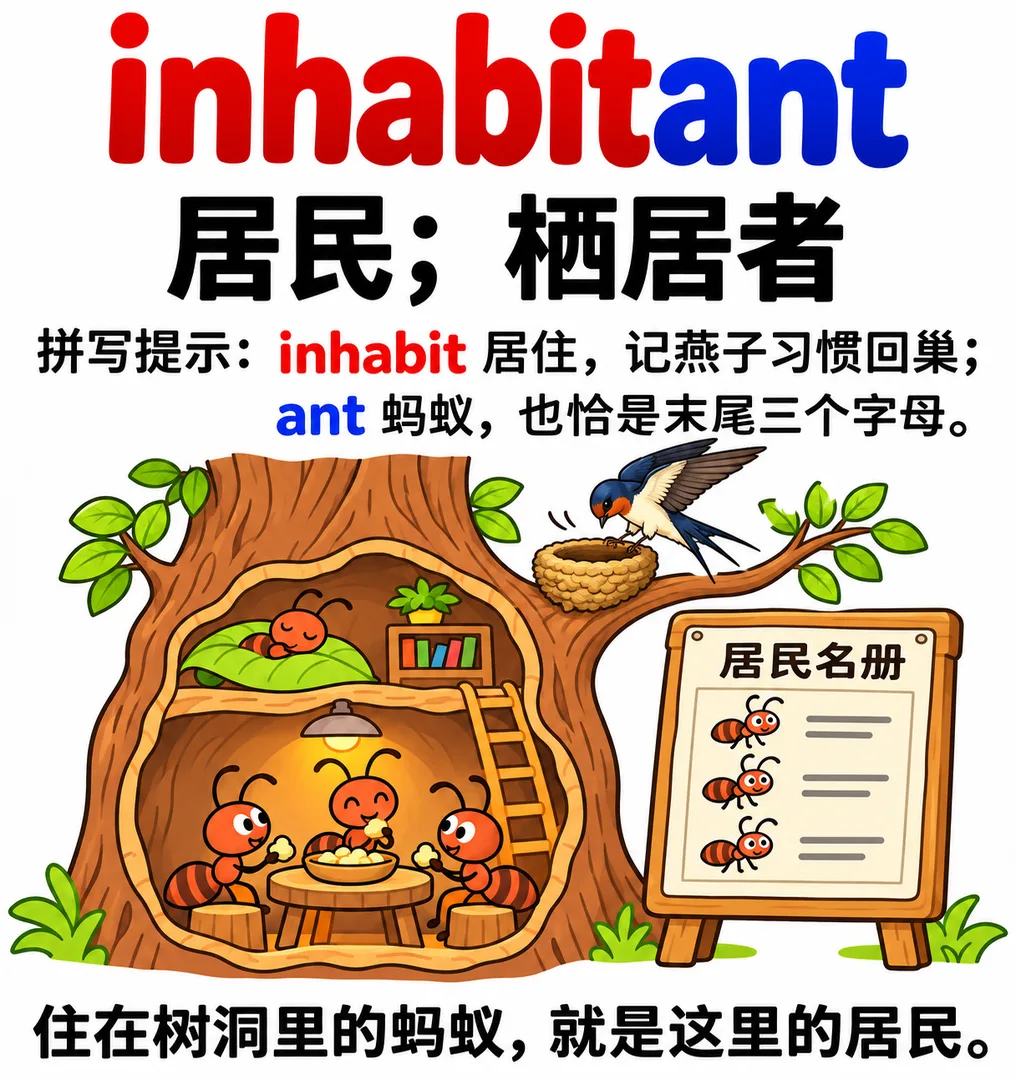 inhabitant
居民；栖居者
拼写提示：inhabit 居住，记燕子习惯回巢；
ant 蚂蚁，也恰是末尾三个字母。
居民名册
住在树洞里的蚂蚁，就是这里的居民。